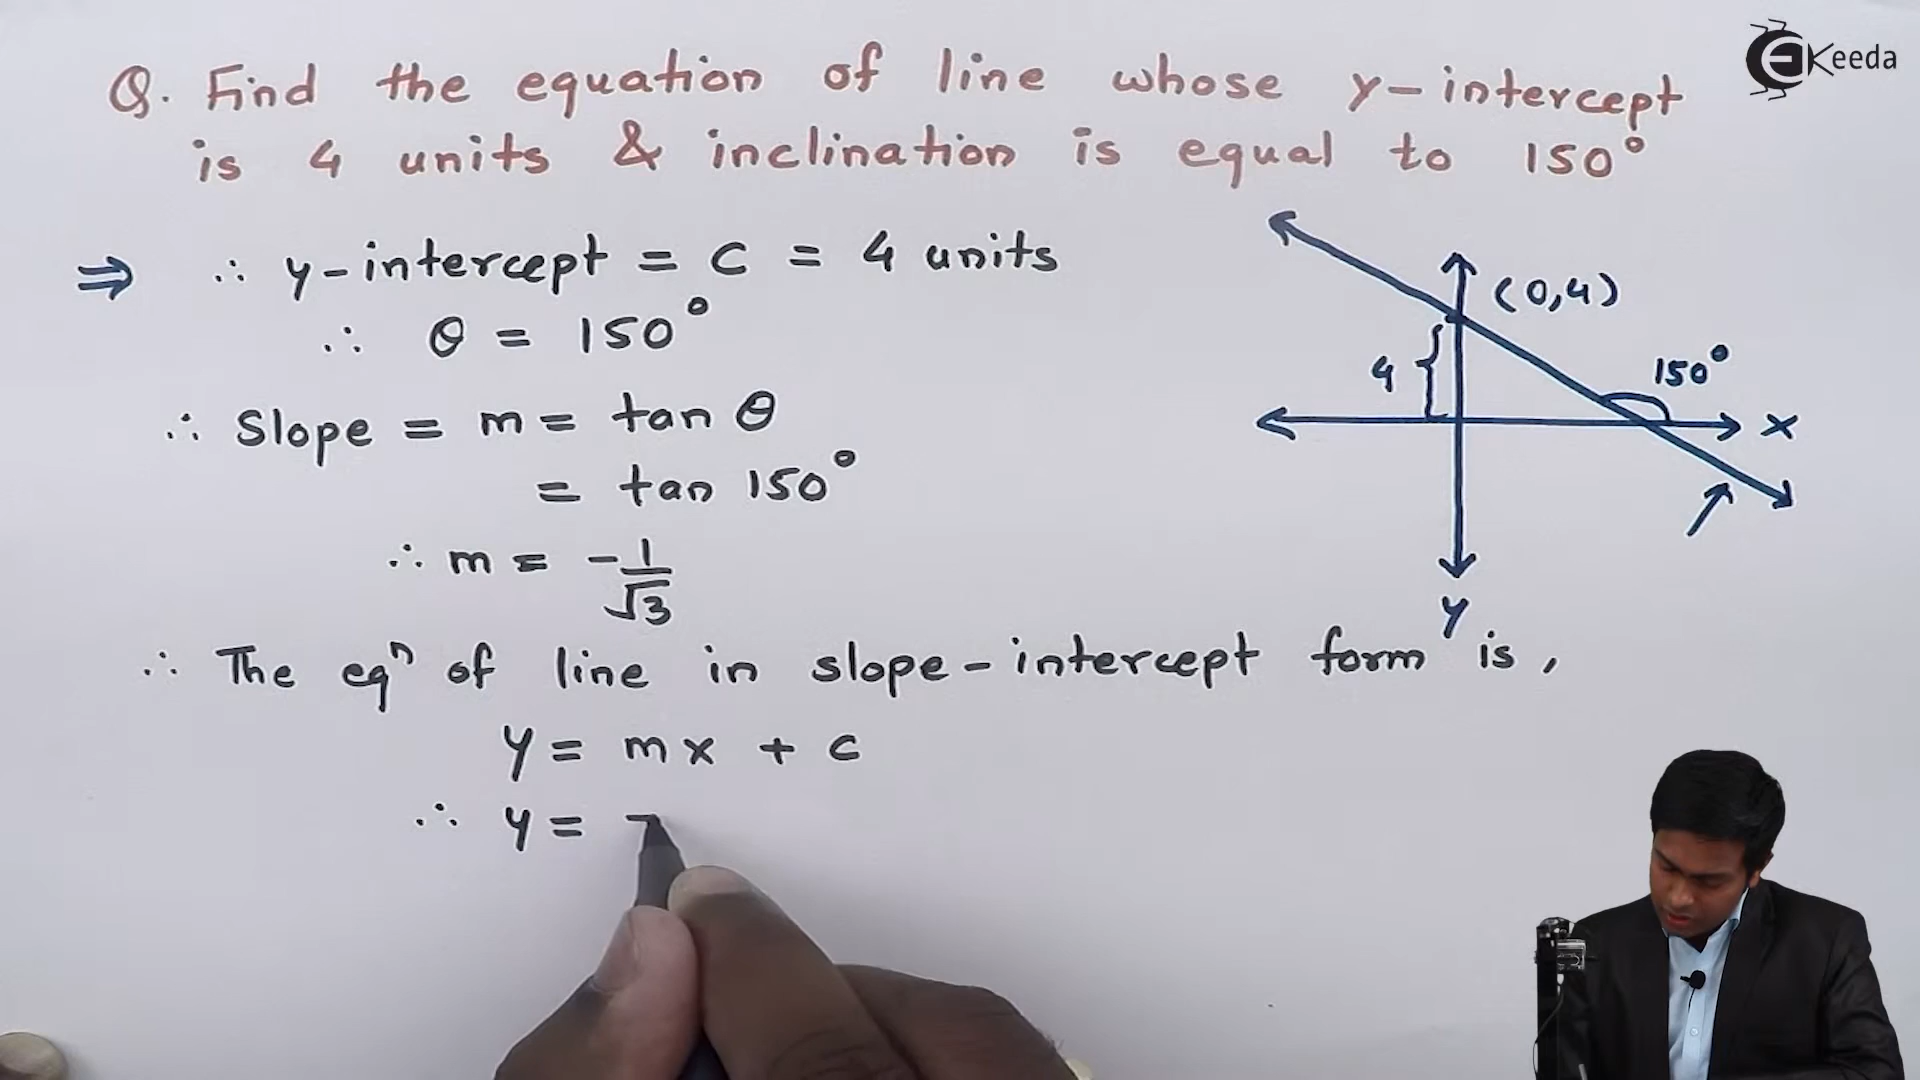 Keeda
Q. Find the equation of line whose y-intercept
is 4 units & inclination is equal to 150°
⇒ ∴ y-intercept = c = 4 units
∴ θ = 150°
∴ Slope = m = tan θ
= tan 150°
∴ m = -1/√3
(0,4)
4
150°
x
y
∴ The eqⁿ of line in slope-intercept form is,
y = mx + c
∴ y = -